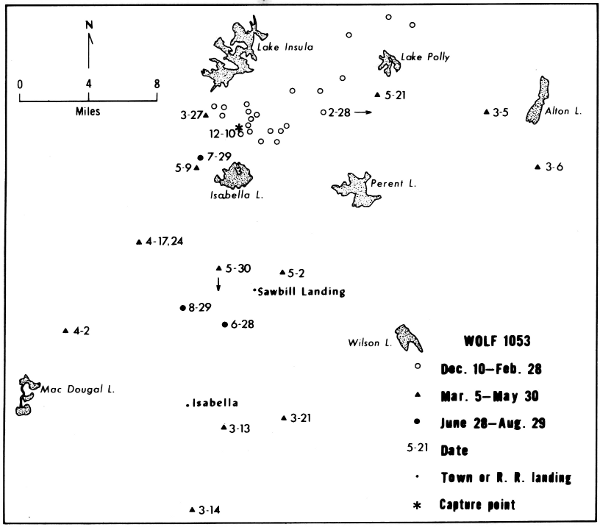 N
Lake Insula
Lake Polly
0 4 8
Miles
5-21
3-27
2-28
3-5
Alton L.
12-10
7-29
5-9
3-6
Isabella L.
Perent L.
4-17,24
5-30
5-2
Sawbill Landing
8-29
4-2
6-28
Wilson L.
WOLF 1053
Dec. 10-Feb. 28
Mac Dougal L.
Mar. 5-May 30
Isabella
3-21
June 28-Aug. 29
3-13
5-21 Date
Town or R. R. landing
Capture point
3-14